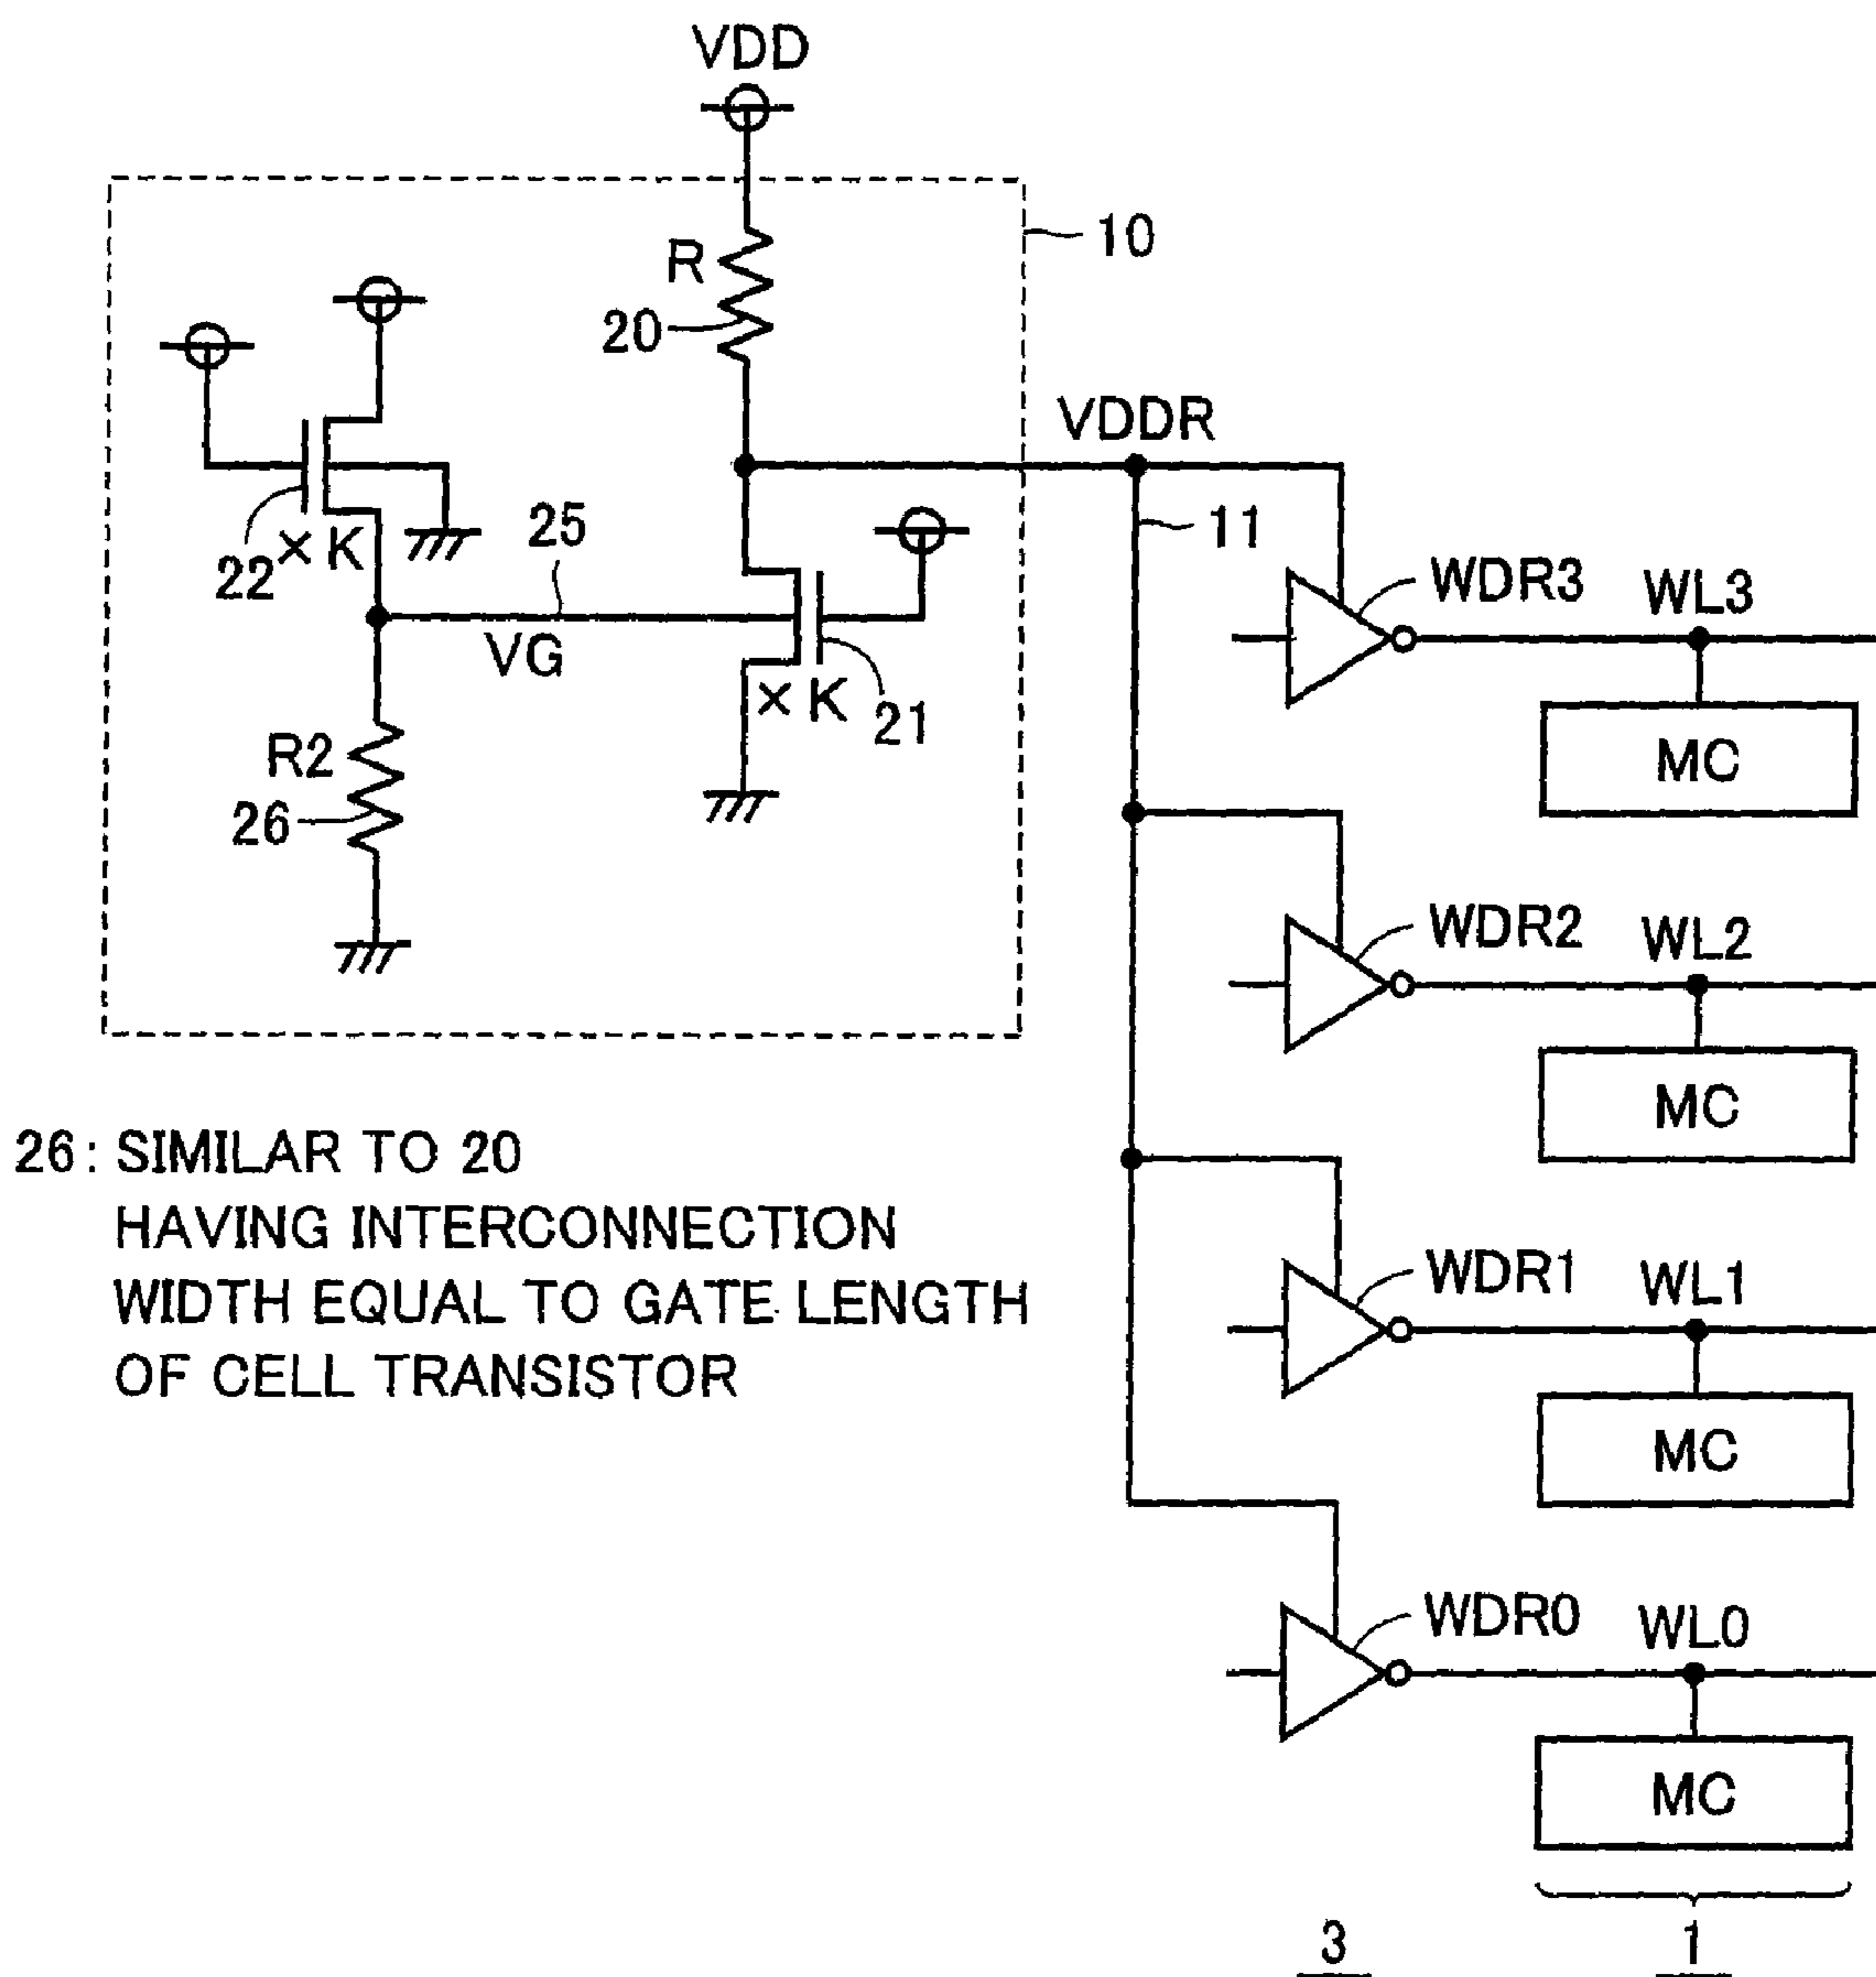 VDD
10
R
20
VDDR
25
11
22
× K
WDR3
WL3
VG
× K
21
MC
R2
26
WDR2
WL2
MC
26: SIMILAR TO 20
HAVING INTERCONNECTION
WIDTH EQUAL TO GATE LENGTH
OF CELL TRANSISTOR
WDR1
WL1
MC
WDR0
WL0
MC
3
1